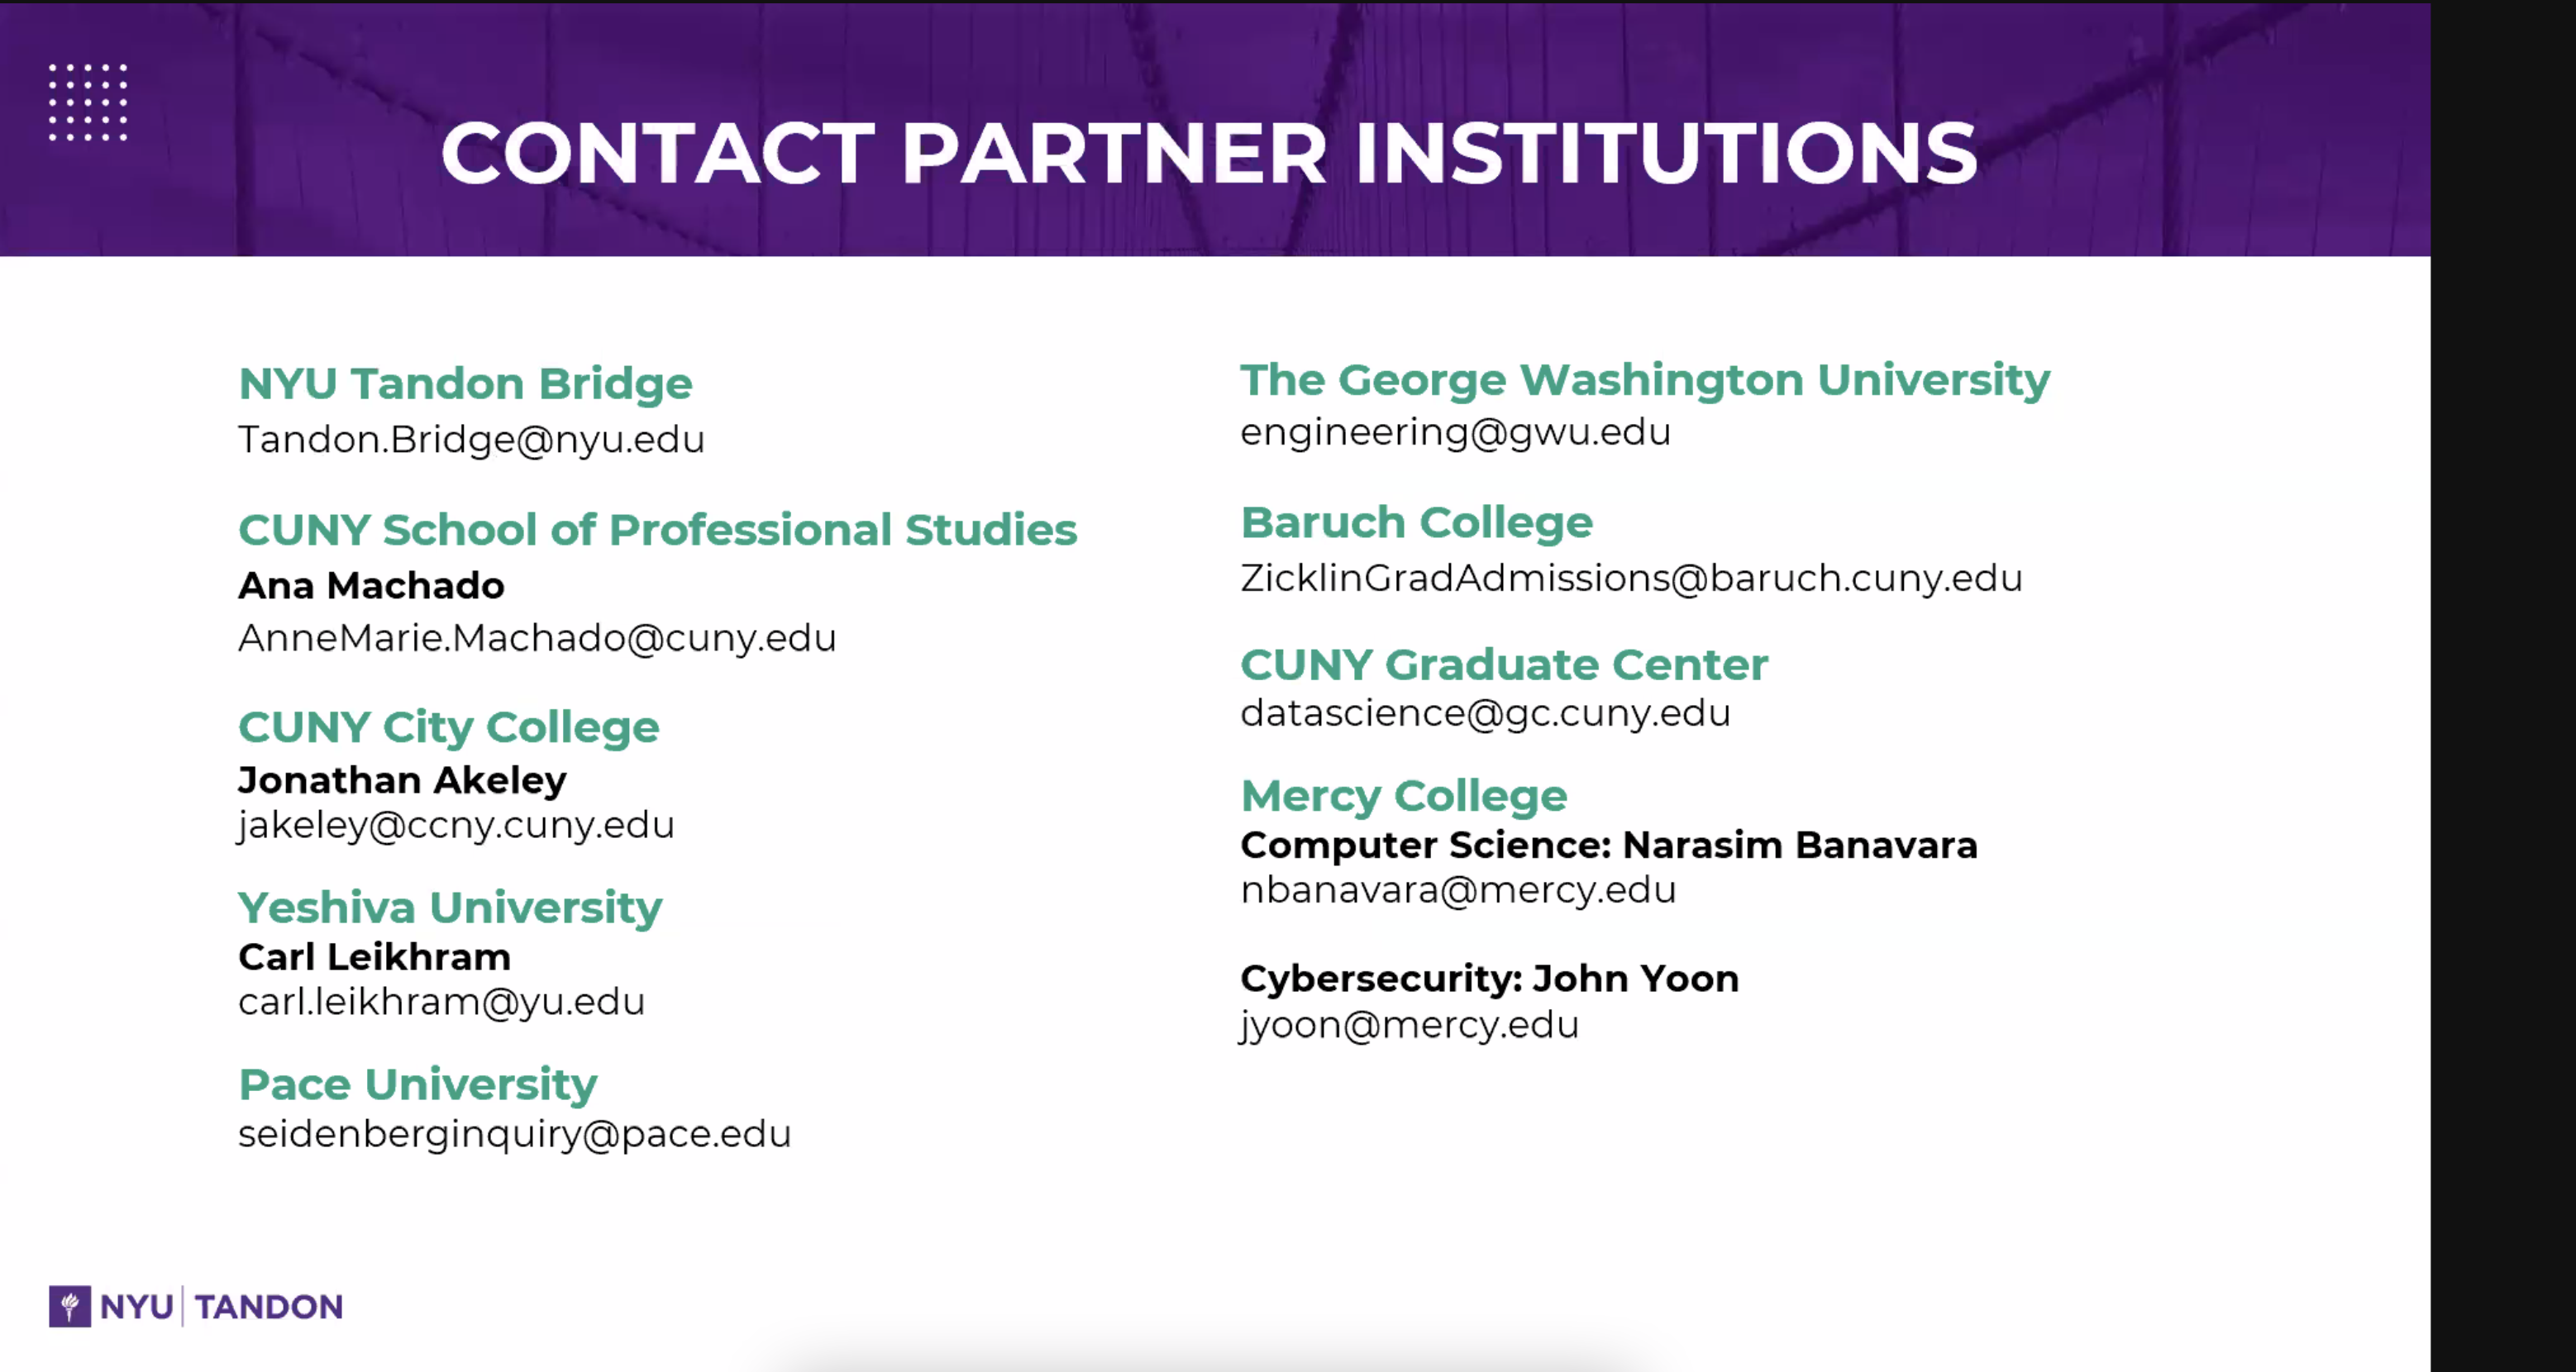 CONTACT PARTNER INSTITUTIONS
NYU Tandon Bridge
Tandon.Bridge@nyu.edu
CUNY School of Professional Studies
Ana Machado
AnneMarie.Machado@cuny.edu
CUNY City College
Jonathan Akeley
jakeley@ccny.cuny.edu
Yeshiva University
Carl Leikhram
carl.leikhram@yu.edu
Pace University
seidenberginquiry@pace.edu
The George Washington University
engineering@gwu.edu
Baruch College
ZicklinGradAdmissions@baruch.cuny.edu
CUNY Graduate Center
datascience@gc.cuny.edu
Mercy College
Computer Science: Narasim Banavara
nbanavara@mercy.edu
Cybersecurity: John Yoon
jyoon@mercy.edu
NYU TANDON